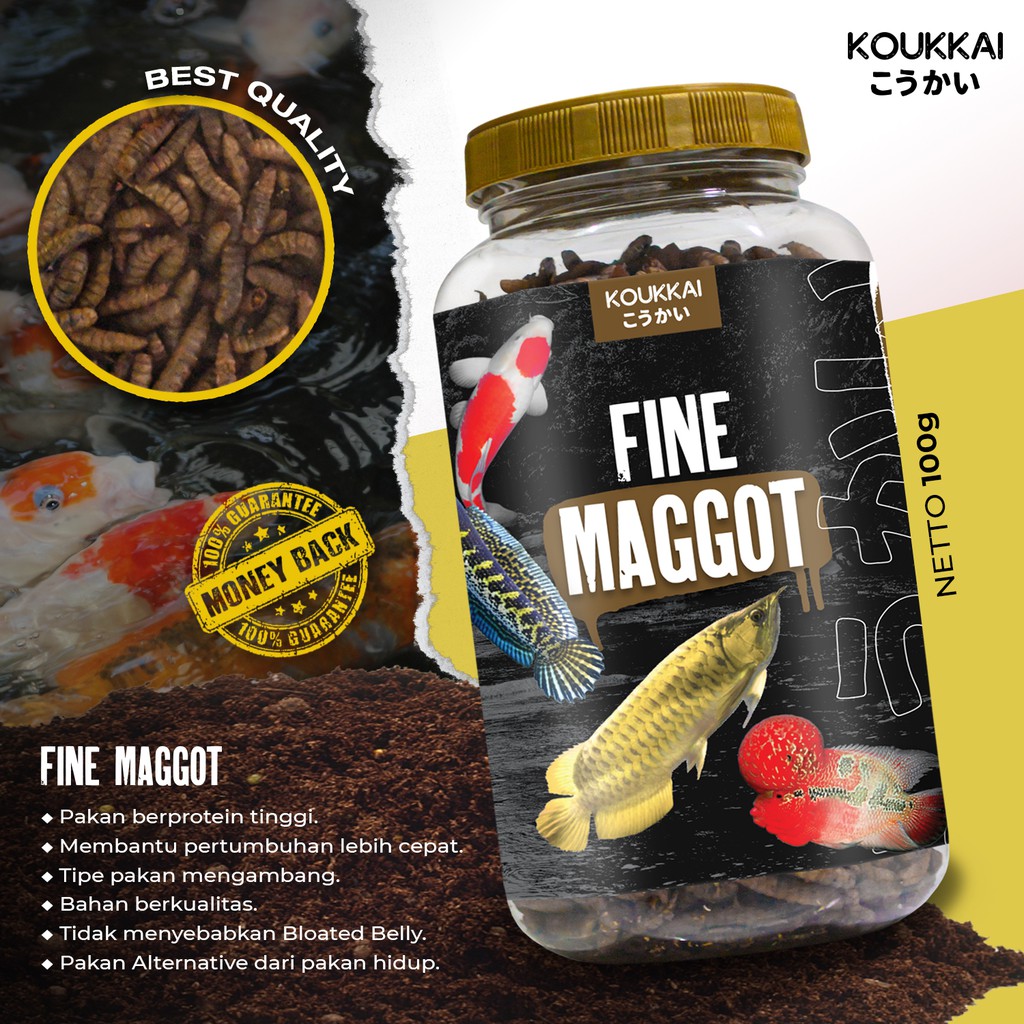 BEST QUALITY
KOUKKAI
こうかい
KOUKKAI
こうかい
FINE
MAGGOT
NETTO 100g
100% GUARANTEE
MONEY BACK
100% GUARANTEE
FINE MAGGOT
◆ Pakan berprotein tinggi.
◆ Membantu pertumbuhan lebih cepat.
◆ Tipe pakan mengambang.
◆ Bahan berkualitas.
◆ Tidak menyebabkan Bloated Belly.
◆ Pakan Alternative dari pakan hidup.